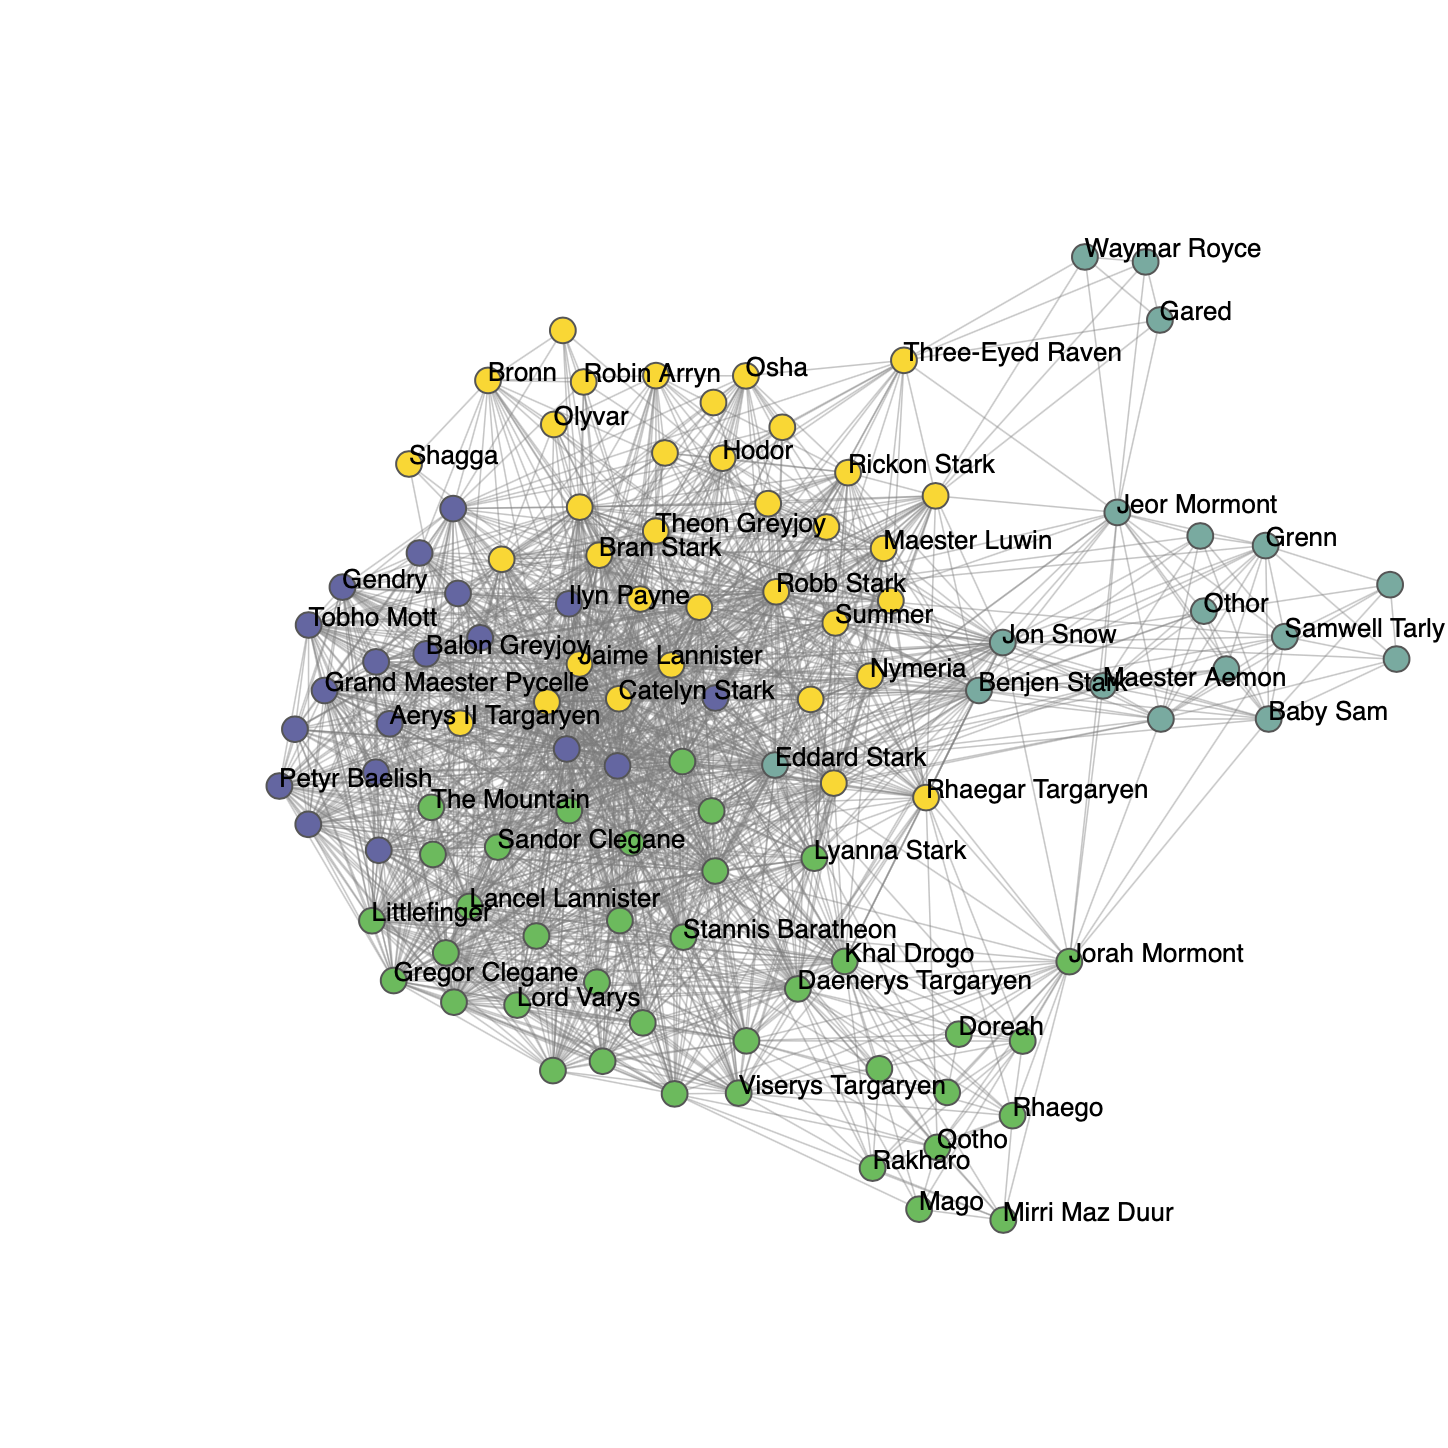 Waymar Royce
Gared
Three-Eyed Raven
Osha
Bronn
Robin Arryn
Olyvar
Hodor
Shagga
Rickon Stark
Jeor Mormont
Theon Greyjoy
Grenn
Maester Luwin
Bran Stark
Gendry
Robb Stark
Ilyn Payne
Othor
Summer
Tobho Mott
Samwell Tarly
Jon Snow
Balon Greyjoy
Jaime Lannister
Nymeria
Maester Aemon
Benjen Stark
Grand Maester Pycelle
Catelyn Stark
Baby Sam
Aerys II Targaryen
Eddard Stark
Petyr Baelish
Rhaegar Targaryen
The Mountain
Sandor Clegane
Lyanna Stark
Lancel Lannister
Littlefinger
Stannis Baratheon
Khal Drogo
Jorah Mormont
Gregor Clegane
Daenerys Targaryen
Lord Varys
Doreah
Viserys Targaryen
Rhaego
Qotho
Rakharo
Mago
Mirri Maz Duur